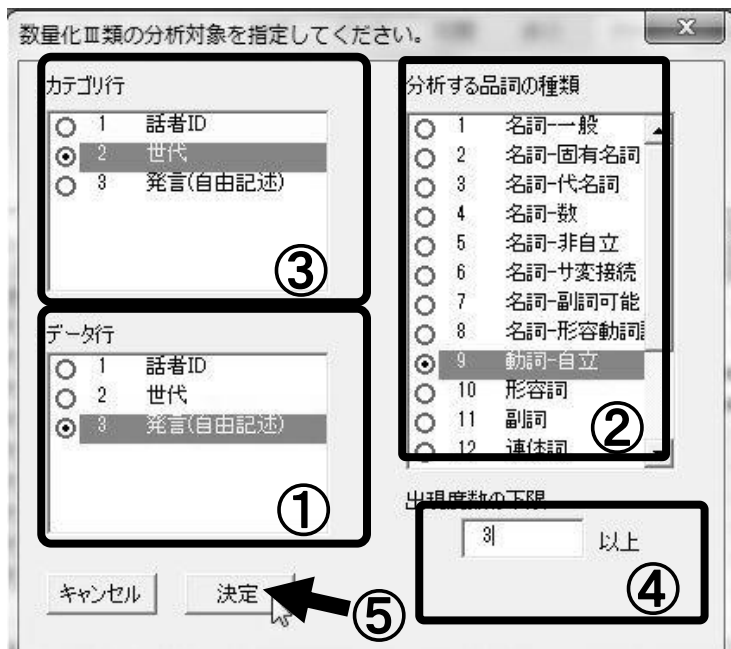 数量化Ⅲ類の分析対象を指定してください。
x
カテゴリ行
1 話者ID
2 世代
3 発言(自由記述)
③
データ行
1 話者ID
2 世代
3 発言(自由記述)
①
分析する品詞の種類
1 名詞-一般
2 名詞-固有名詞
3 名詞-代名詞
4 名詞-数
5 名詞-非自立
6 名詞-サ変接続
7 名詞-副詞可能
8 名詞-形容動詞
9 動詞-自立
10 形容詞
11 副詞
12 連体詞
②
出現度数の下限
3 以上
④
キャンセル 決定
⑤